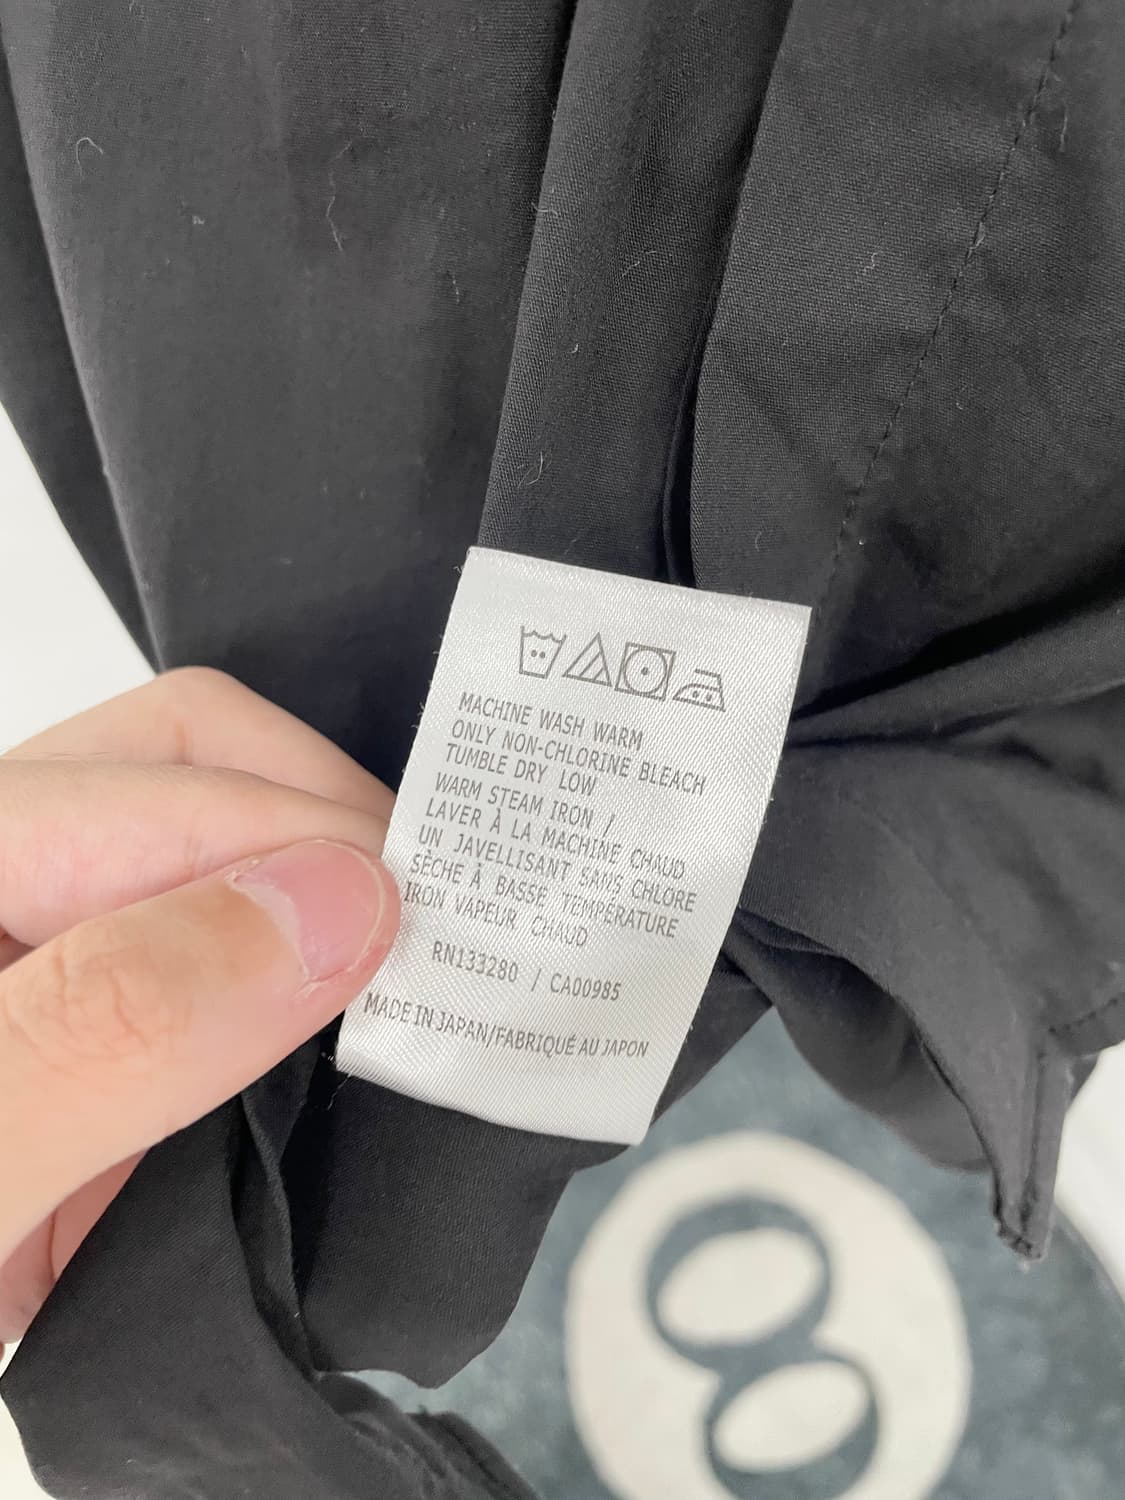 MACHINE WASH WARM
ONLY NON-CHLORINE BLEACH
TUMBLE DRY LOW
WARM STEAM IRON /
LAVER À LA MACHINE CHAUD
UN JAVELLISANT SANS CHLORE
SÈCHE À BASSE TEMPÉRATURE
IRON VAPEUR CHAUD
RN133280 / CA00985
MADE IN JAPAN/FABRIQUÉ AU JAPON
8